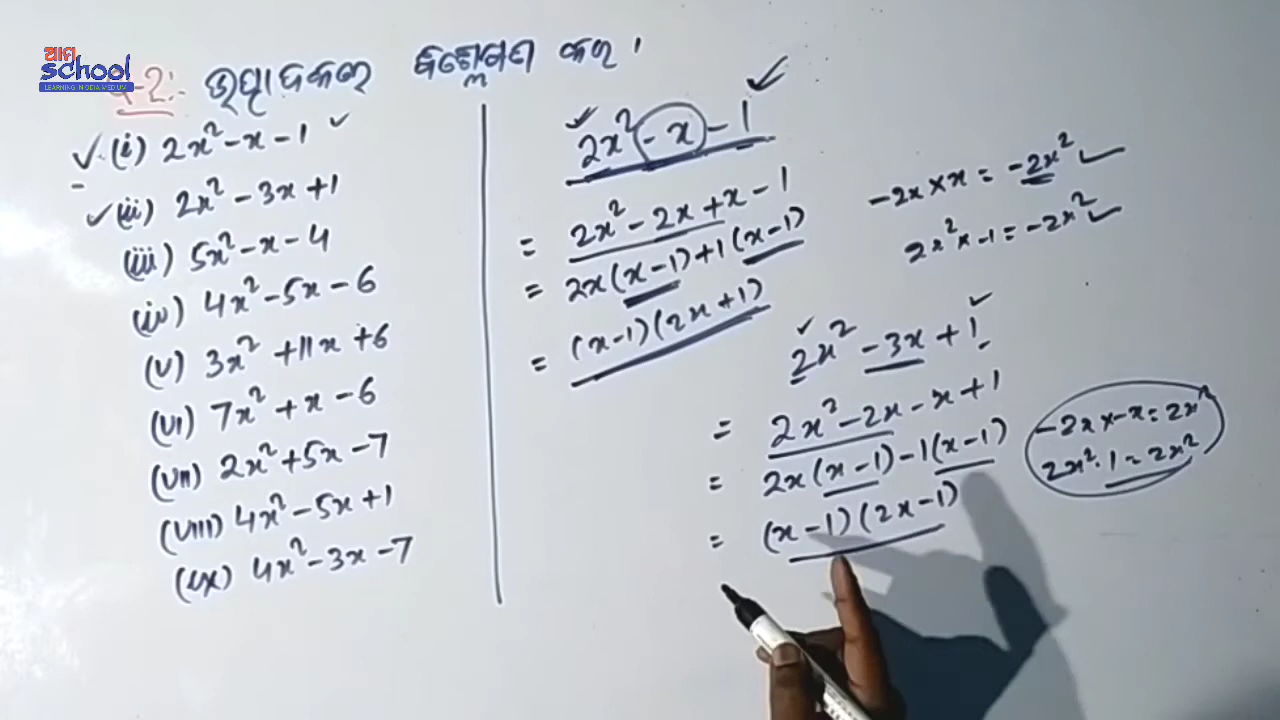 ଆମ
school
LEARNING IN ODIA MEDIUM
-2:- ଉତ୍ପାଦକରେ ବିଶ୍ଳେଷଣ କର ।
(i) 2x² - x - 1
(ii) 2x² - 3x + 1
(iii) 5x² - x - 4
(iv) 4x² - 5x - 6
(v) 3x² + 11x + 6
(vi) 7x² + x - 6
(vii) 2x² + 5x - 7
(viii) 4x² - 5x + 1
(ix) 4x² - 3x - 7
2x² - x - 1
= 2x² - 2x + x - 1
= 2x(x-1)+1(x-1)
= (x-1)(2x+1)
-2x × x = -2x²
2x² × -1 = -2x²
2x² - 3x + 1
= 2x² - 2x - x + 1
= 2x(x-1)-1(x-1)
= (x-1)(2x-1)
-2x × -x = 2x²
2x² · 1 = 2x²